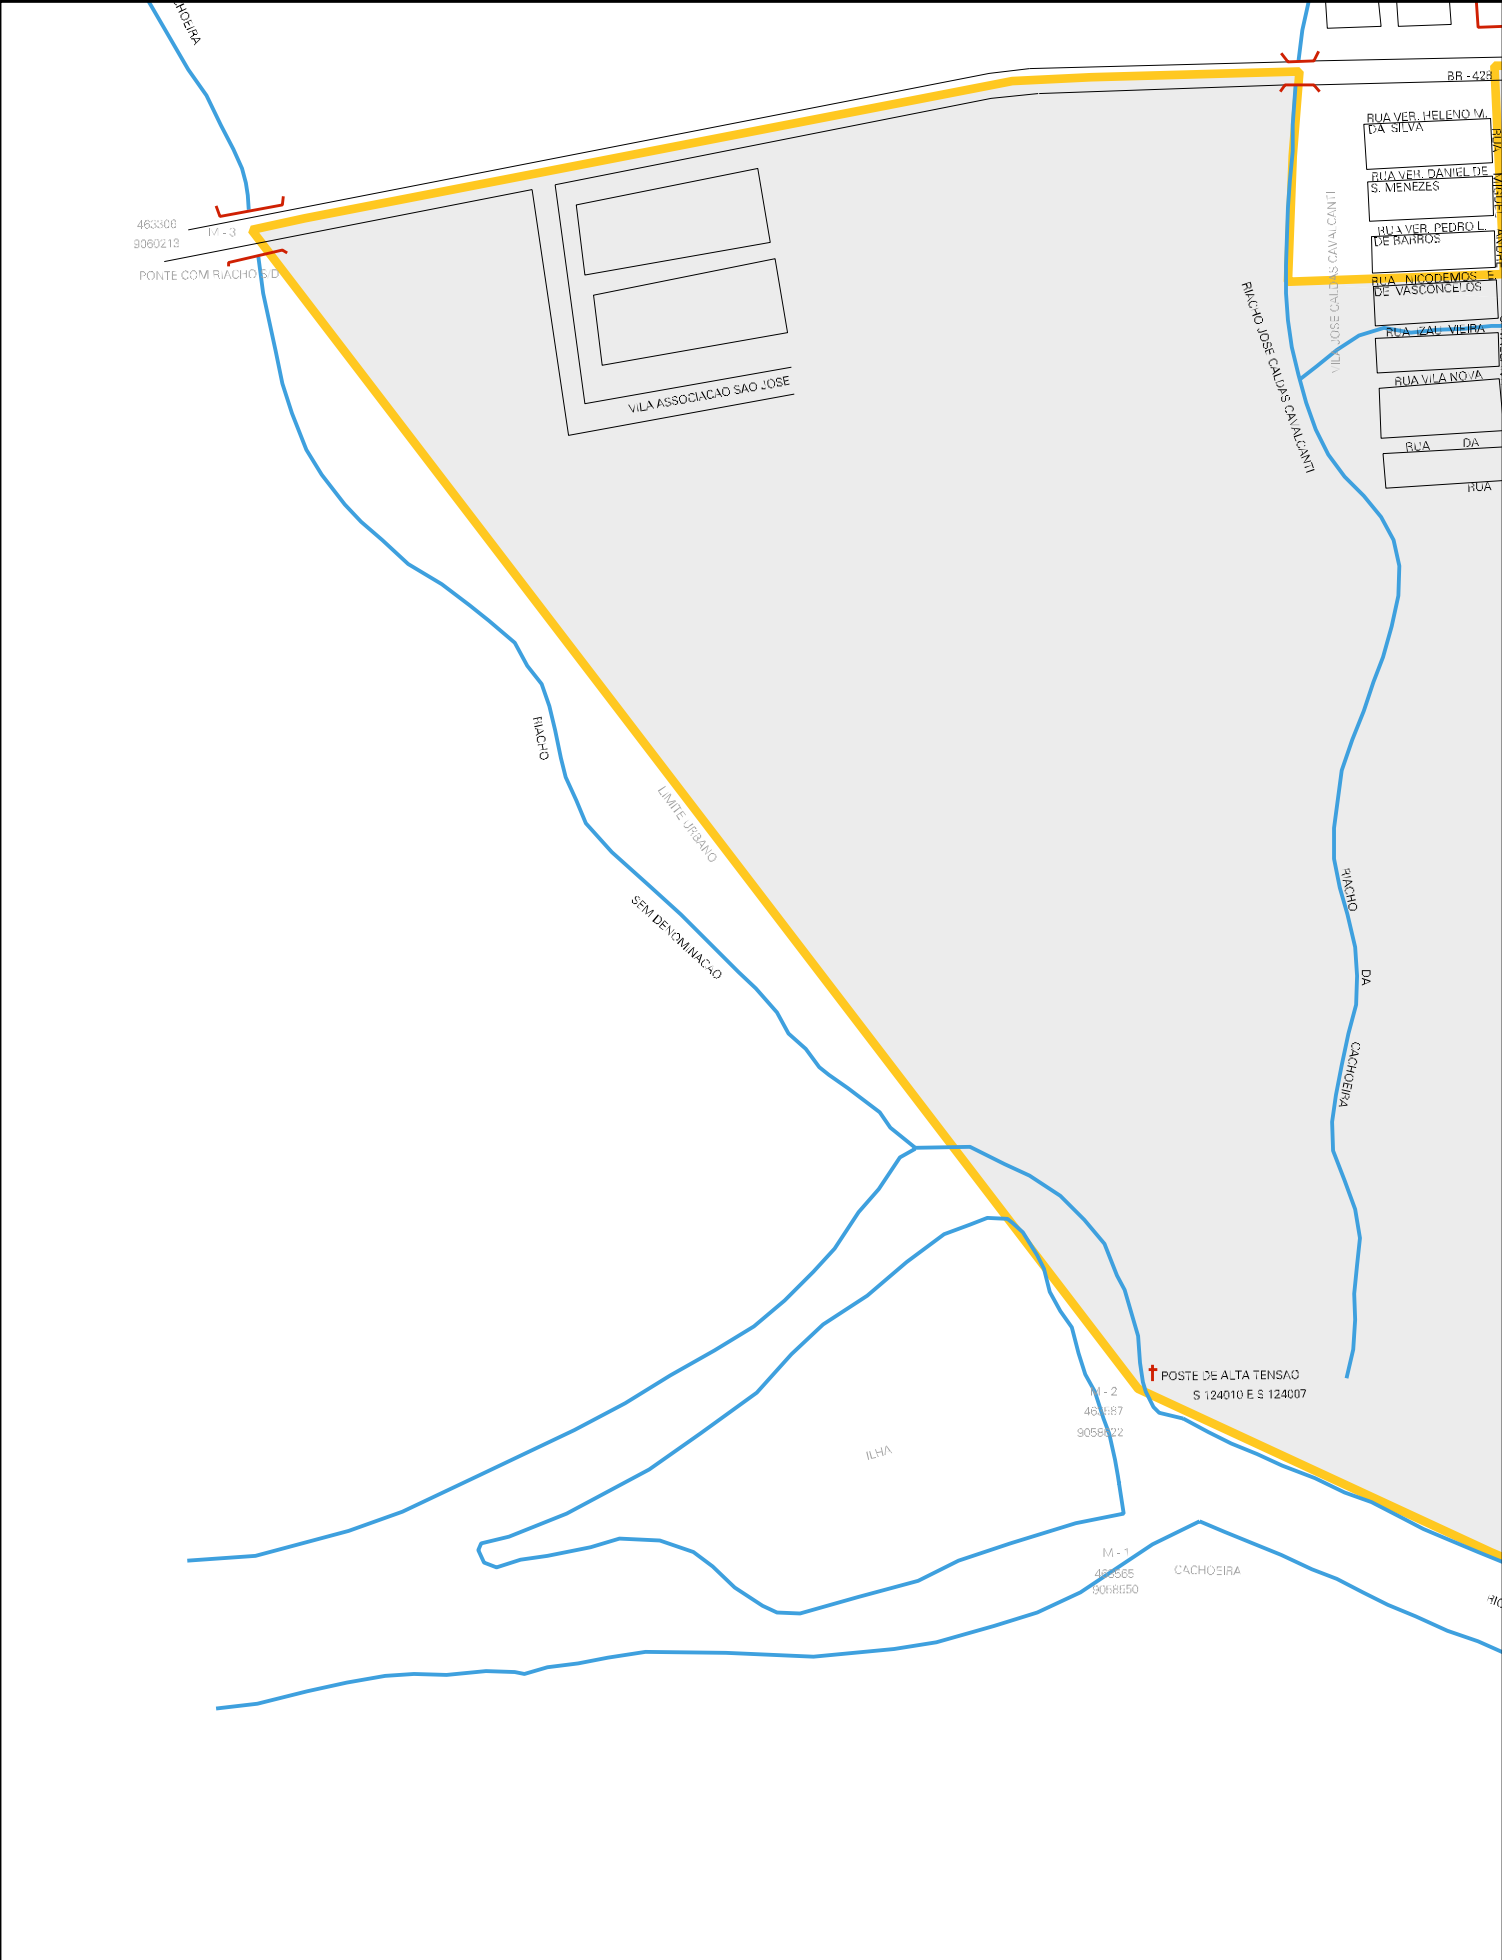 BR - 428
RUA VER. HELENO M.
DA SILVA
RUA VER. DANIEL DE
S. MENEZES
RUA VER. PEDRO L.
DE BARROS
RUA NICODEMOS E.
DE VASCONCELOS
RUA IZAU VIEIRA
RUA VILA NOVA
RUA DA
RUA
RUA MIGUEL ANDRE
VILA JOSE CALDAS CAVALCANTI
RIACHO JOSE CALDAS CAVALCANTI
M - 3
9060213
PONTE COM RIACHO S/D
VILA ASSOCIACAO SAO JOSE
RIACHO
SEM DENOMINACAO
LIMITE URBANO
RIACHO
DA
CACHOEIRA
POSTE DE ALTA TENSAO
S 124010 E S 124007
M - 2
ILHA
M - 1
CACHOEIRA